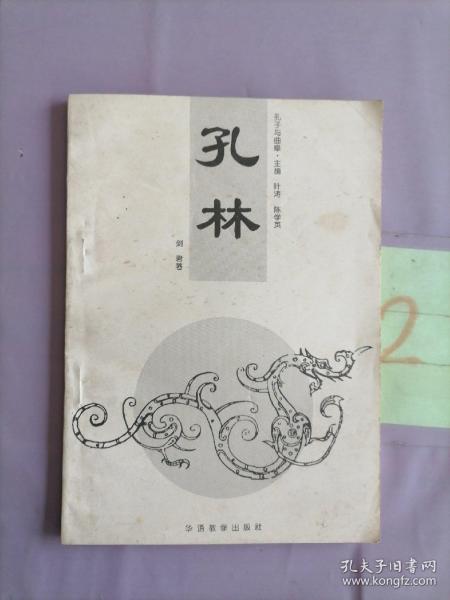 孔林
孔子与曲阜·主编 叶涛 陈学英
剑君著
华语教学出版社
2
孔夫子旧书网
www.kongfz.com